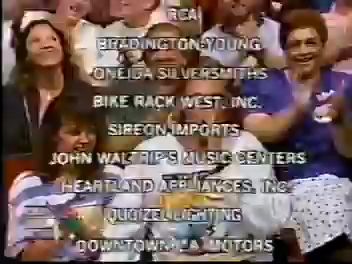 RCA
BRADINGTON-YOUNG
ONEIDA SILVERSMITHS
BIKE RACK WEST, INC.
SIREON IMPORTS
JOHN WALTRIP'S MUSIC CENTERS
HEARTLAND APPLIANCES, INC.
QUOIZEL LIGHTING
DOWNTOWN L.A. MOTORS